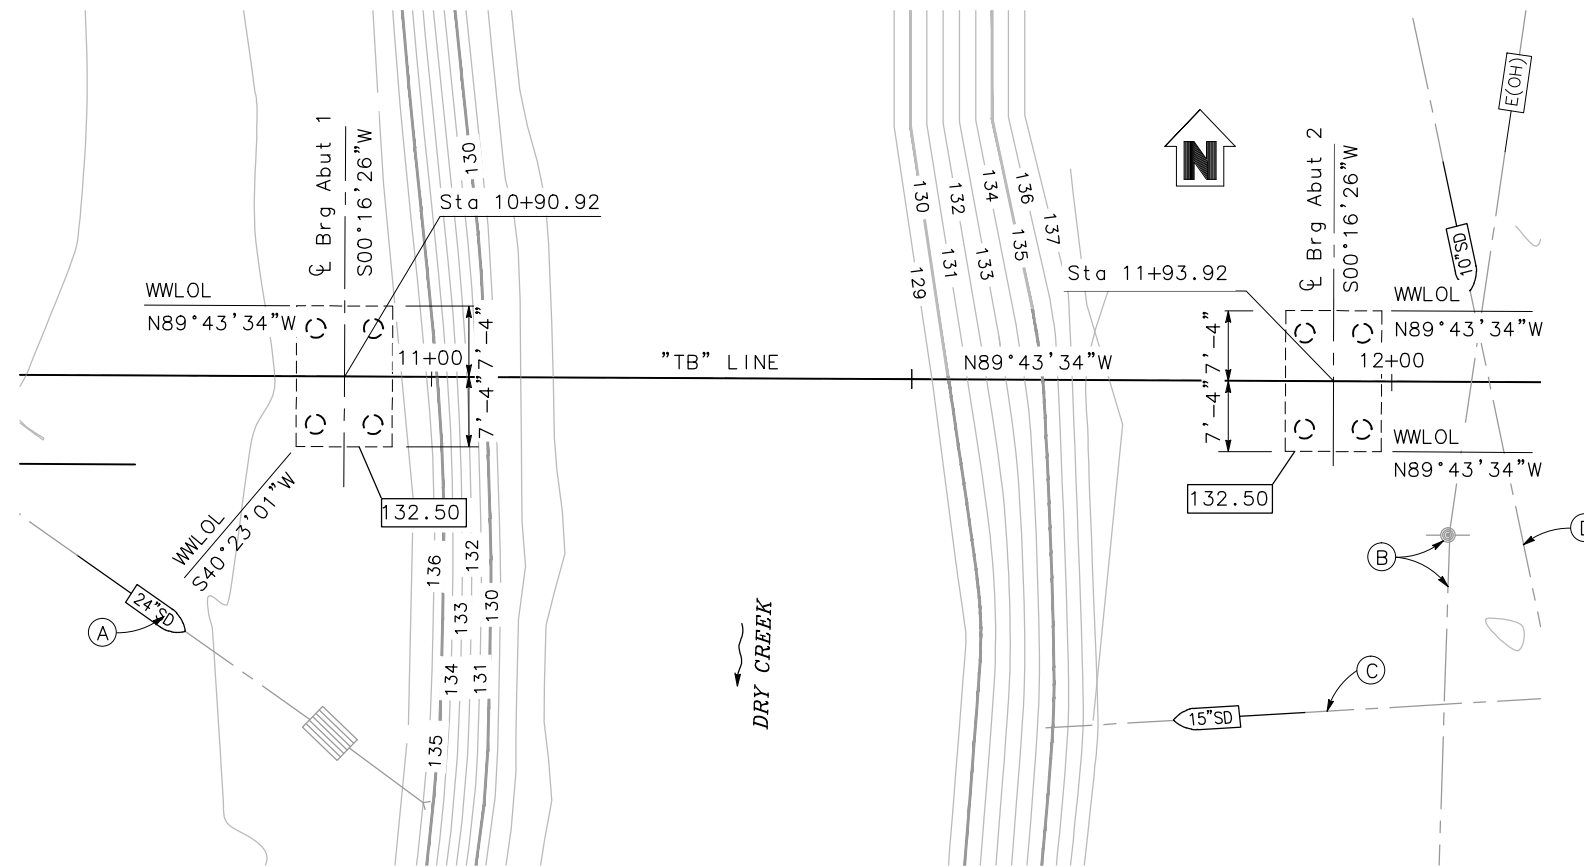 ℄ Brg Abut 1
S00°16'26"W
130
Sta 10+90.92
WWLOL
N89°43'34"W
11+00
7'-4"
7'-4"
"TB" LINE
N89°43'34"W
132.50
WWLOL
S40°23'01"W
24"SD
A
136
132
133
130
134
131
135
DRY CREEK
130
132
134
136
137
129
131
133
135
N
Sta 11+93.92
℄ Brg Abut 2
S00°16'26"W
E(OH)
10"SD
WWLOL
N89°43'34"W
7'-4"
7'-4"
12+00
WWLOL
N89°43'34"W
132.50
B
D
C
15"SD